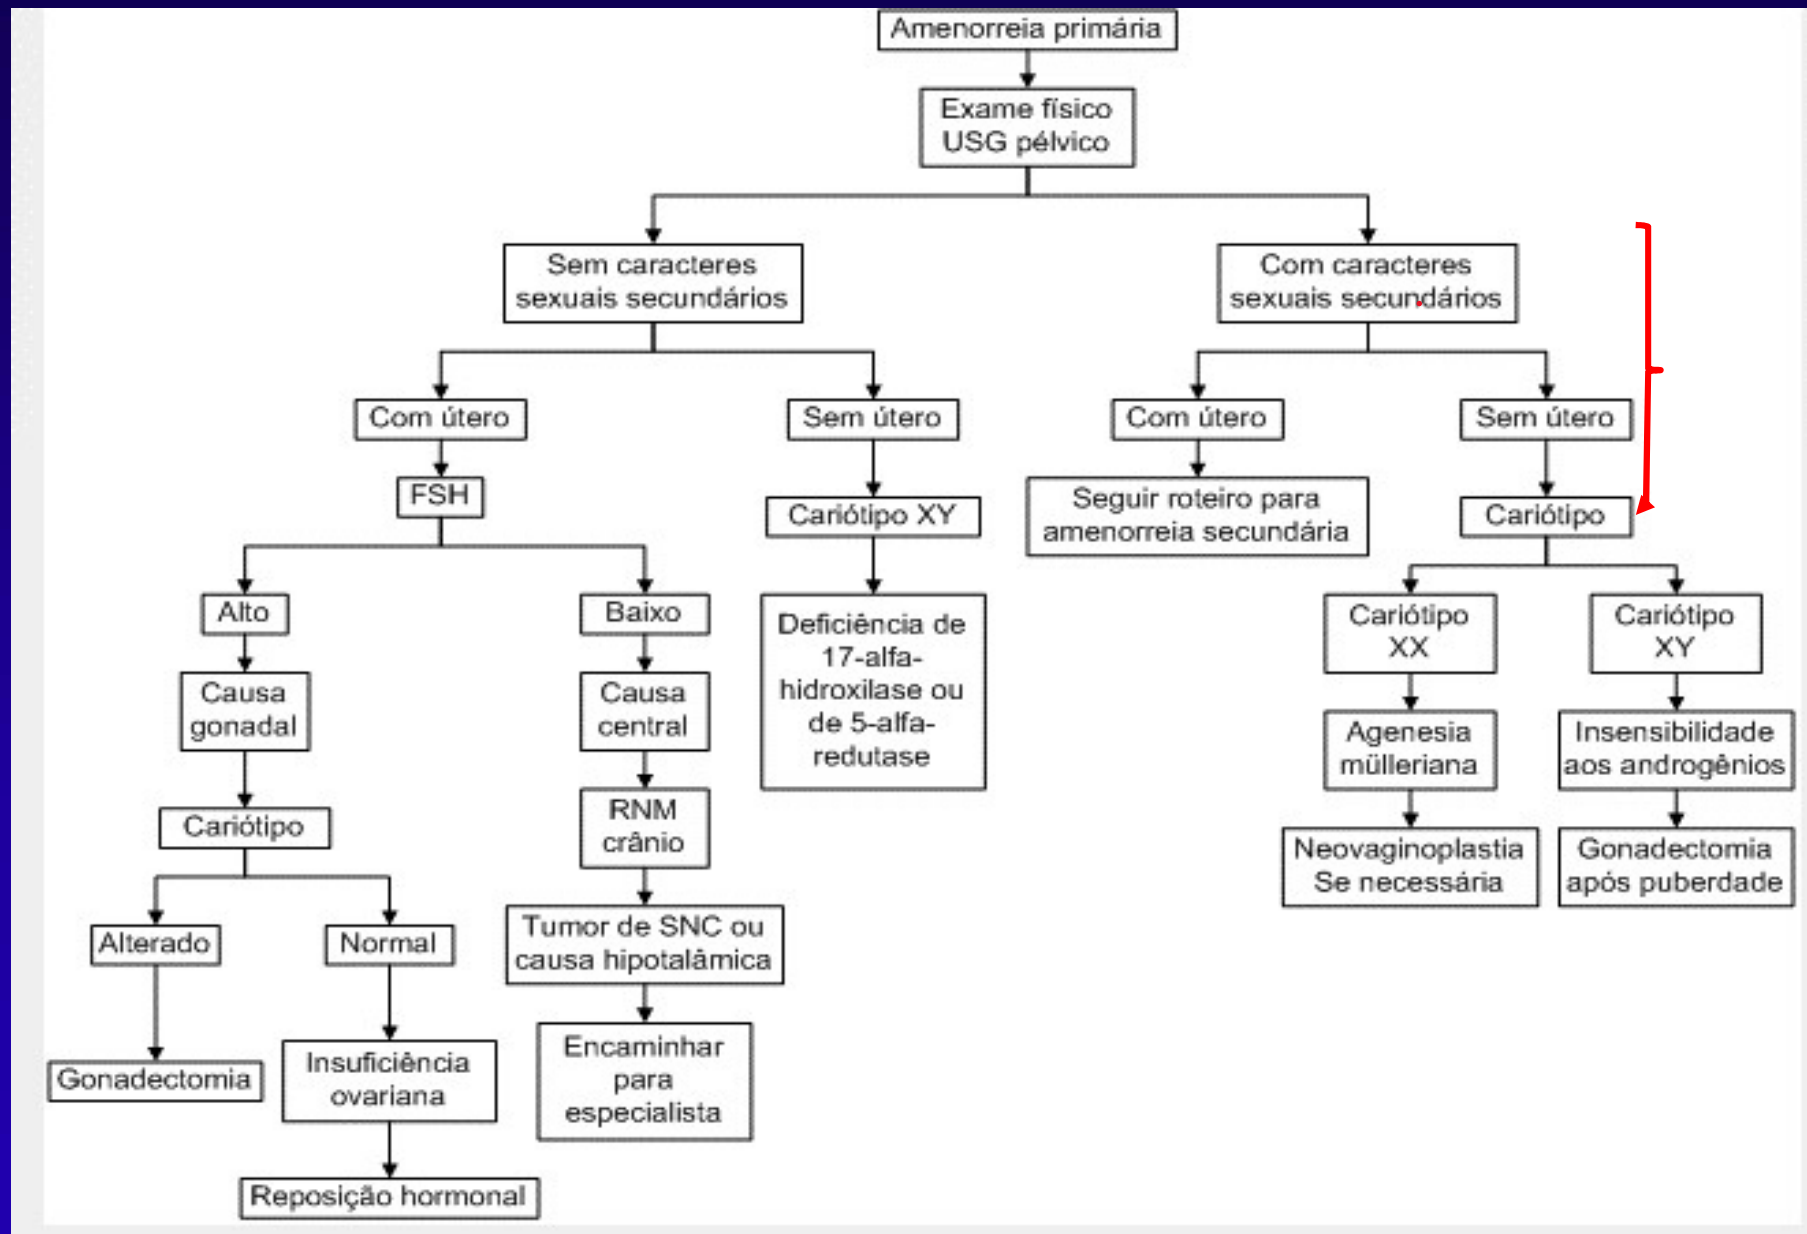 Amenorreia primária
Exame físico
USG pélvico
Sem caracteres
sexuais secundários
Com caracteres
sexuais secundários
Com útero
Sem útero
Com útero
Sem útero
FSH
Cariótipo XY
Seguir roteiro para
amenorreia secundária
Cariótipo
Alto
Baixo
Deficiência de
17-alfa-
hidroxilase ou
de 5-alfa-
redutase
Cariótipo
XX
Cariótipo
XY
Causa
gonadal
Causa
central
Agenesia
mülleriana
Insensibilidade
aos androgênios
Cariótipo
RNM
crânio
Neovaginoplastia
Se necessária
Gonadectomia
após puberdade
Alterado
Normal
Tumor de SNC ou
causa hipotalâmica
Gonadectomia
Insuficiência
ovariana
Encaminhar
para
especialista
Reposição hormonal